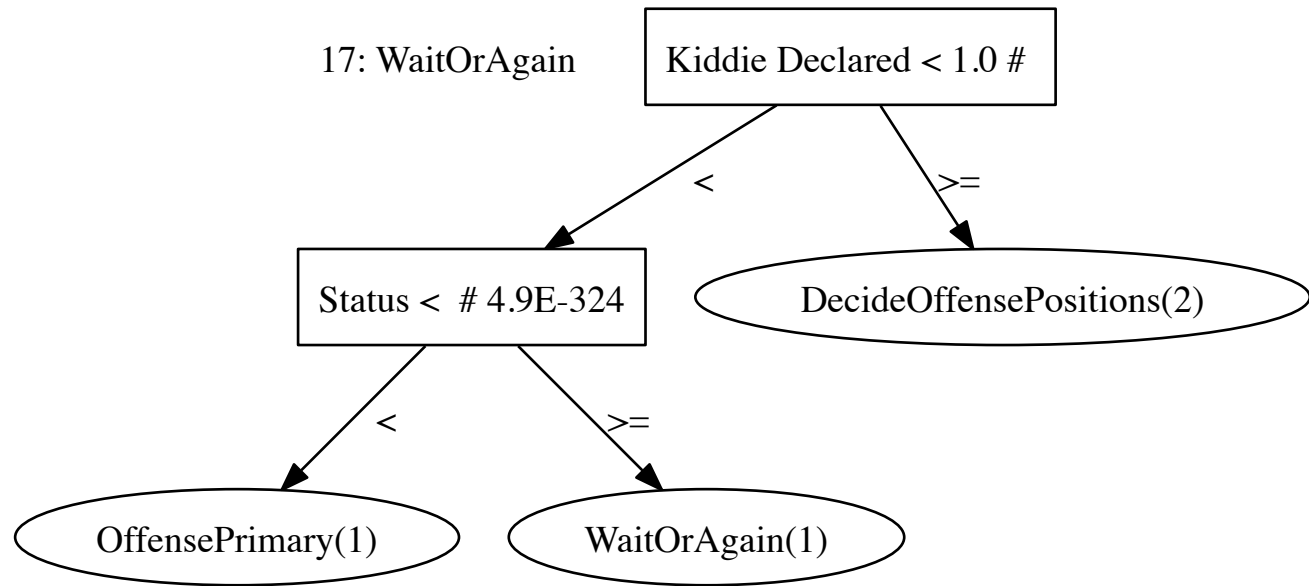 17: WaitOrAgain
Kiddie Declared < 1.0 #
<
>=
Status <  # 4.9E-324
DecideOffensePositions(2)
<
>=
OffensePrimary(1)
WaitOrAgain(1)